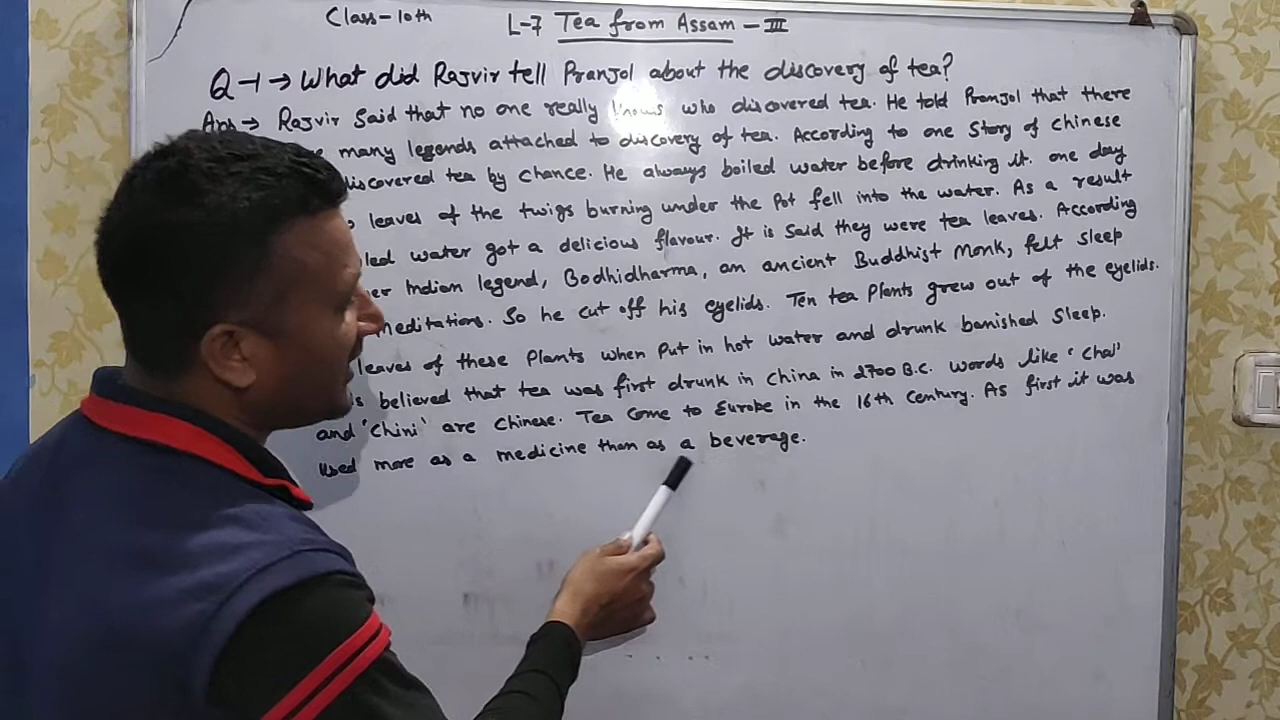 Class-10th L-7 Tea from Assam - III
Q-1 → What did Rajvir tell Pranjol about the discovery of tea?
Ans → Rajvir said that no one really knows who discovered tea. He told Pranjol that there
many legends attached to discovery of tea. According to one story of Chinese
discovered tea by chance. He always boiled water before drinking it. one day
leaves of the twigs burning under the pot fell into the water. As a result
led water got a delicious flavour. It is said they were tea leaves. According
er Indian legend, Bodhidharma, an ancient Buddhist Monk, felt sleep
meditations. So he cut off his eyelids. Ten tea Plants grew out of the eyelids.
leaves of these Plants when Put in hot water and drunk banished sleep.
is believed that tea was first drunk in China in 2700 B.C. words like 'Chai'
and 'Chini' are Chinese. Tea come to Europe in the 16th century. As first it was
used more as a medicine than as a beverage.